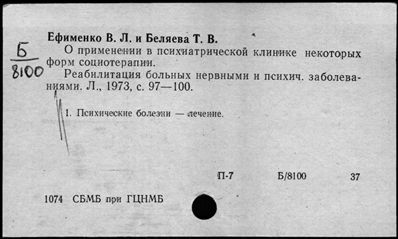 Ефименко В. Л. и Беляева Т. В.
Б
8100
О применении в психиатрической клинике некоторых
форм социотерапии.
Реабилитация больных нервными и психич. заболева-
ниями. Л., 1973, с. 97—100.
1. Психические болезни — лечение.
П-7 Б/8100 37
1074 СБМБ при ГЦНМБ